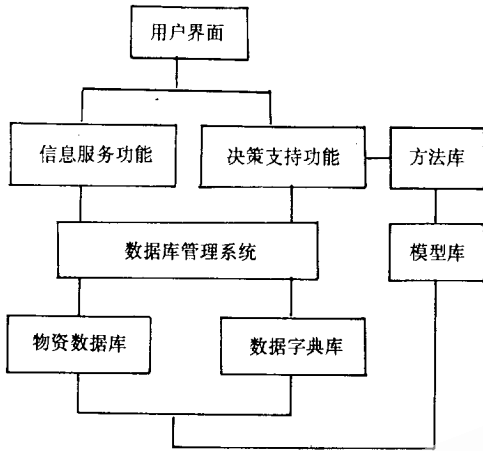 用户界面
信息服务功能
决策支持功能
方法库
数据库管理系统
模型库
物资数据库
数据字典库